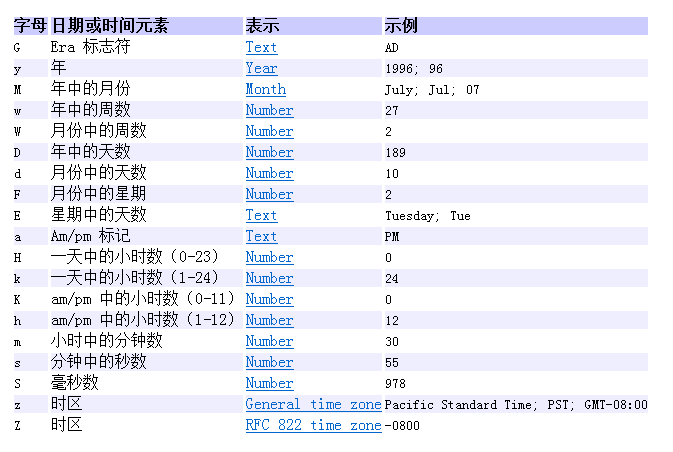 字母 日期或时间元素 表示 示例
G Era 标志符 Text AD
y 年 Year 1996; 96
M 年中的月份 Month July; Jul; 07
w 年中的周数 Number 27
W 月份中的周数 Number 2
D 年中的天数 Number 189
d 月份中的天数 Number 10
F 月份中的星期 Number 2
E 星期中的天数 Text Tuesday; Tue
a Am/pm 标记 Text PM
H 一天中的小时数（0-23） Number 0
k 一天中的小时数（1-24） Number 24
K am/pm 中的小时数（0-11） Number 0
h am/pm 中的小时数（1-12） Number 12
m 小时中的分钟数 Number 30
s 分钟中的秒数 Number 55
S 毫秒数 Number 978
z 时区 General time zone Pacific Standard Time; PST; GMT-08:00
Z 时区 RFC 822 time zone -0800